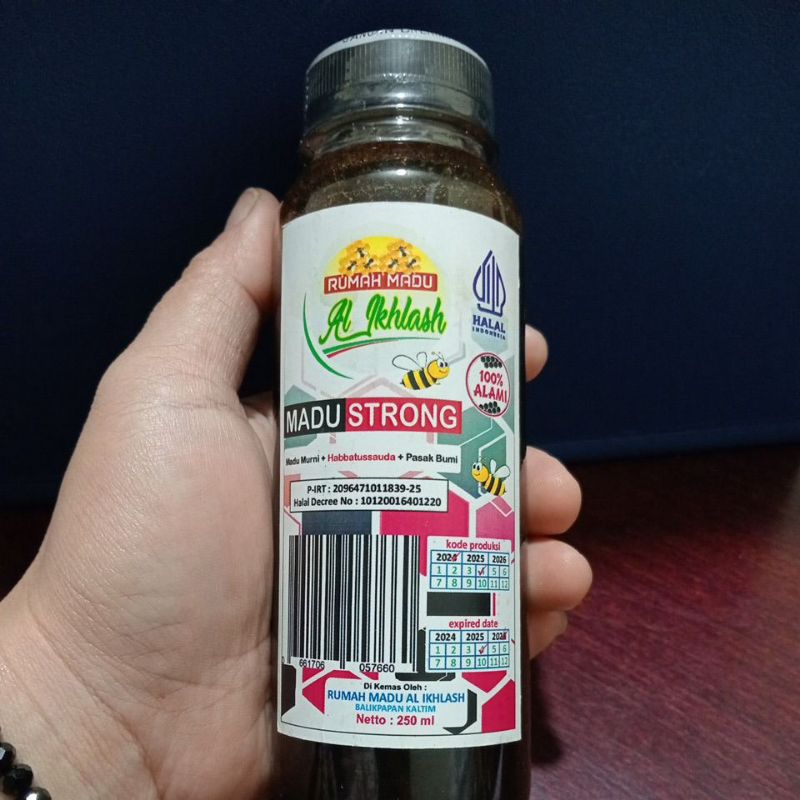 RUMAH MADU
Al Ikhlash
HALAL
INDONESIA
100%
ALAMI
MADU STRONG
Madu Murni + Habbatussauda + Pasak Bumi
P-IRT : 2096471011839-25
Halal Decree No : 10120016401220
kode produksi
2024 2025 2026
1 2 3 4 5 6
7 8 9 10 11 12
expired date
2024 2025 2026
1 2 3 4 5 6
7 8 9 10 11 12
0 661706 057660
Di Kemas Oleh :
RUMAH MADU AL IKHLASH
BALIKPAPAN KALTIM
Netto : 250 ml